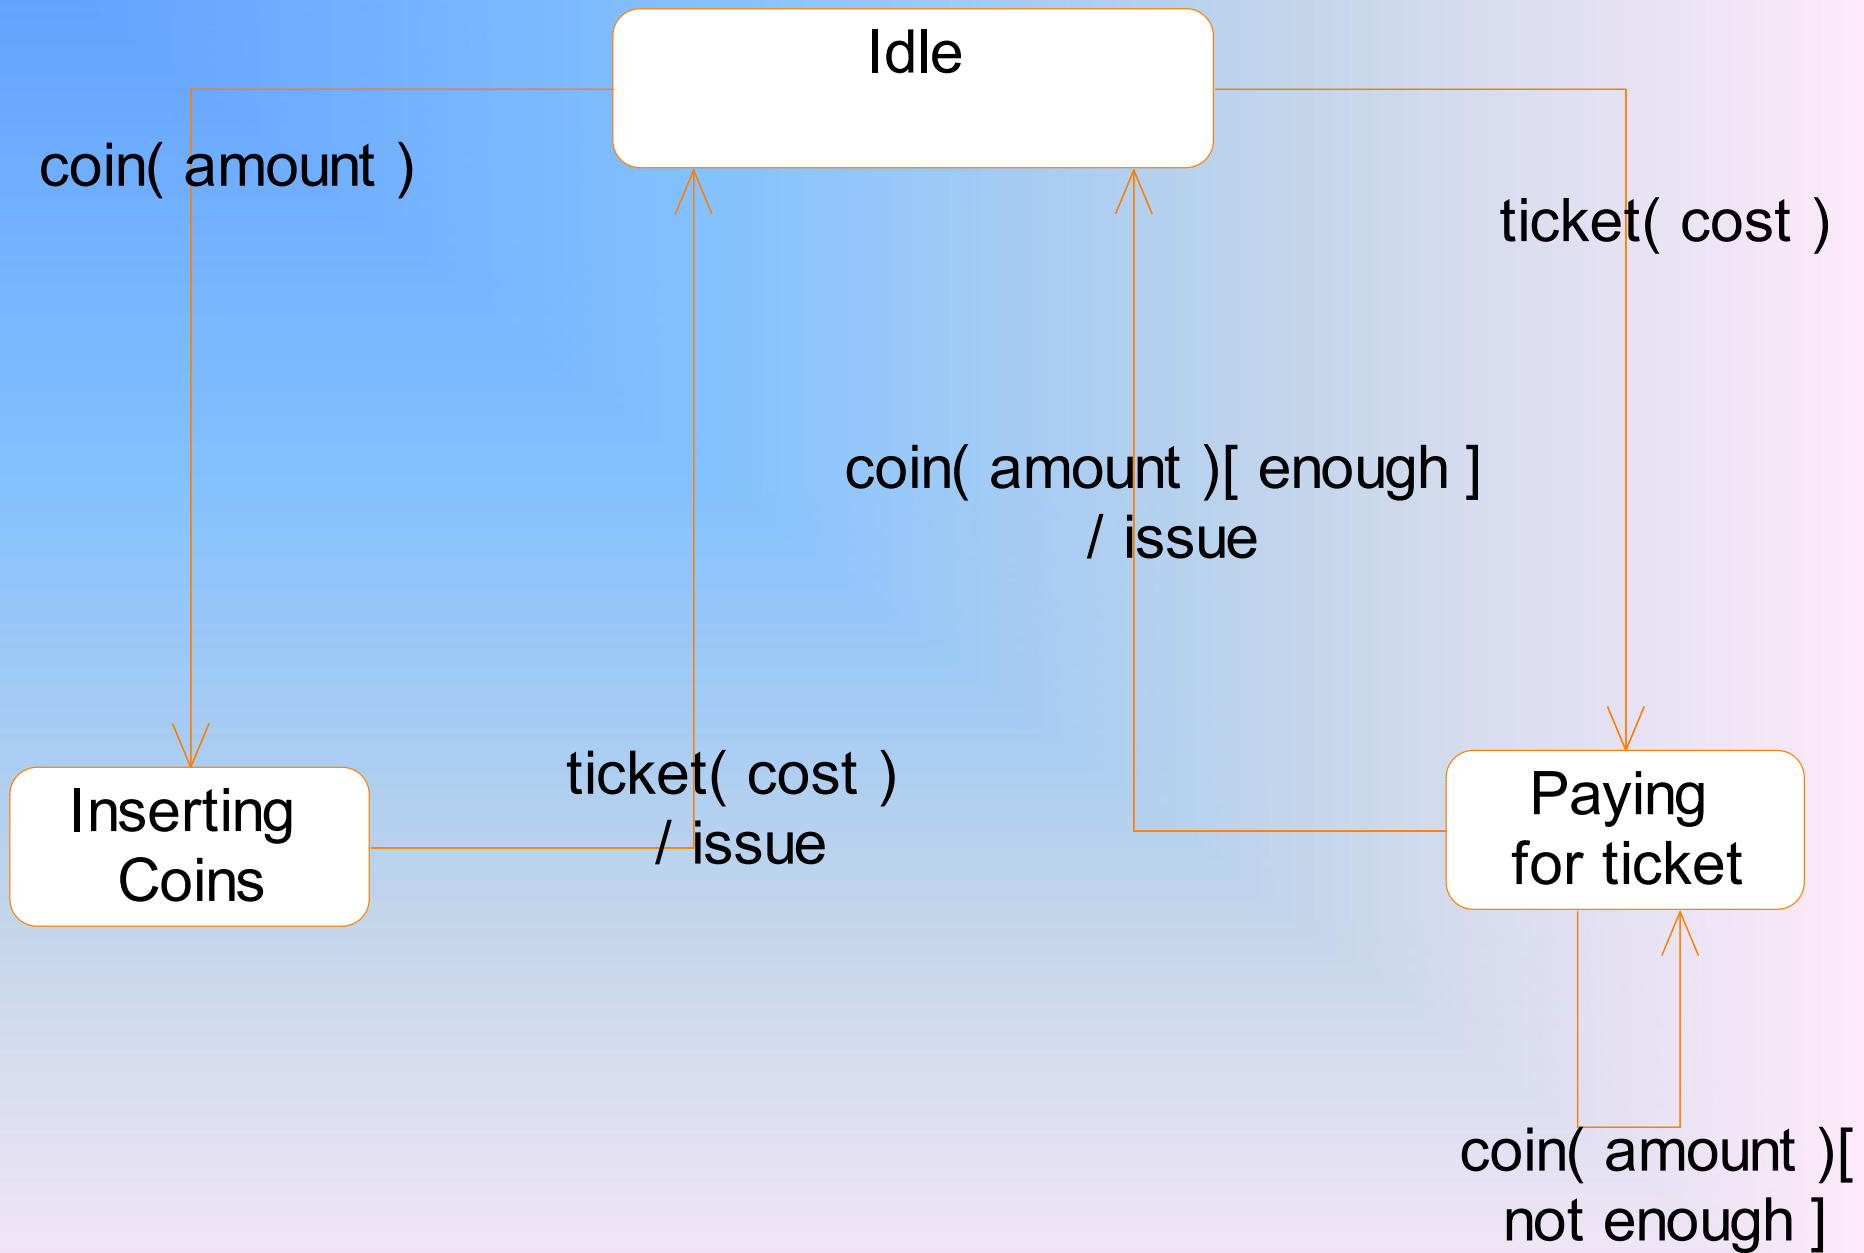 Idle
coin( amount )
ticket( cost )
coin( amount )[ enough ]
/ issue
ticket( cost )
/ issue
Inserting
Coins
Paying
for ticket
coin( amount )[
not enough ]